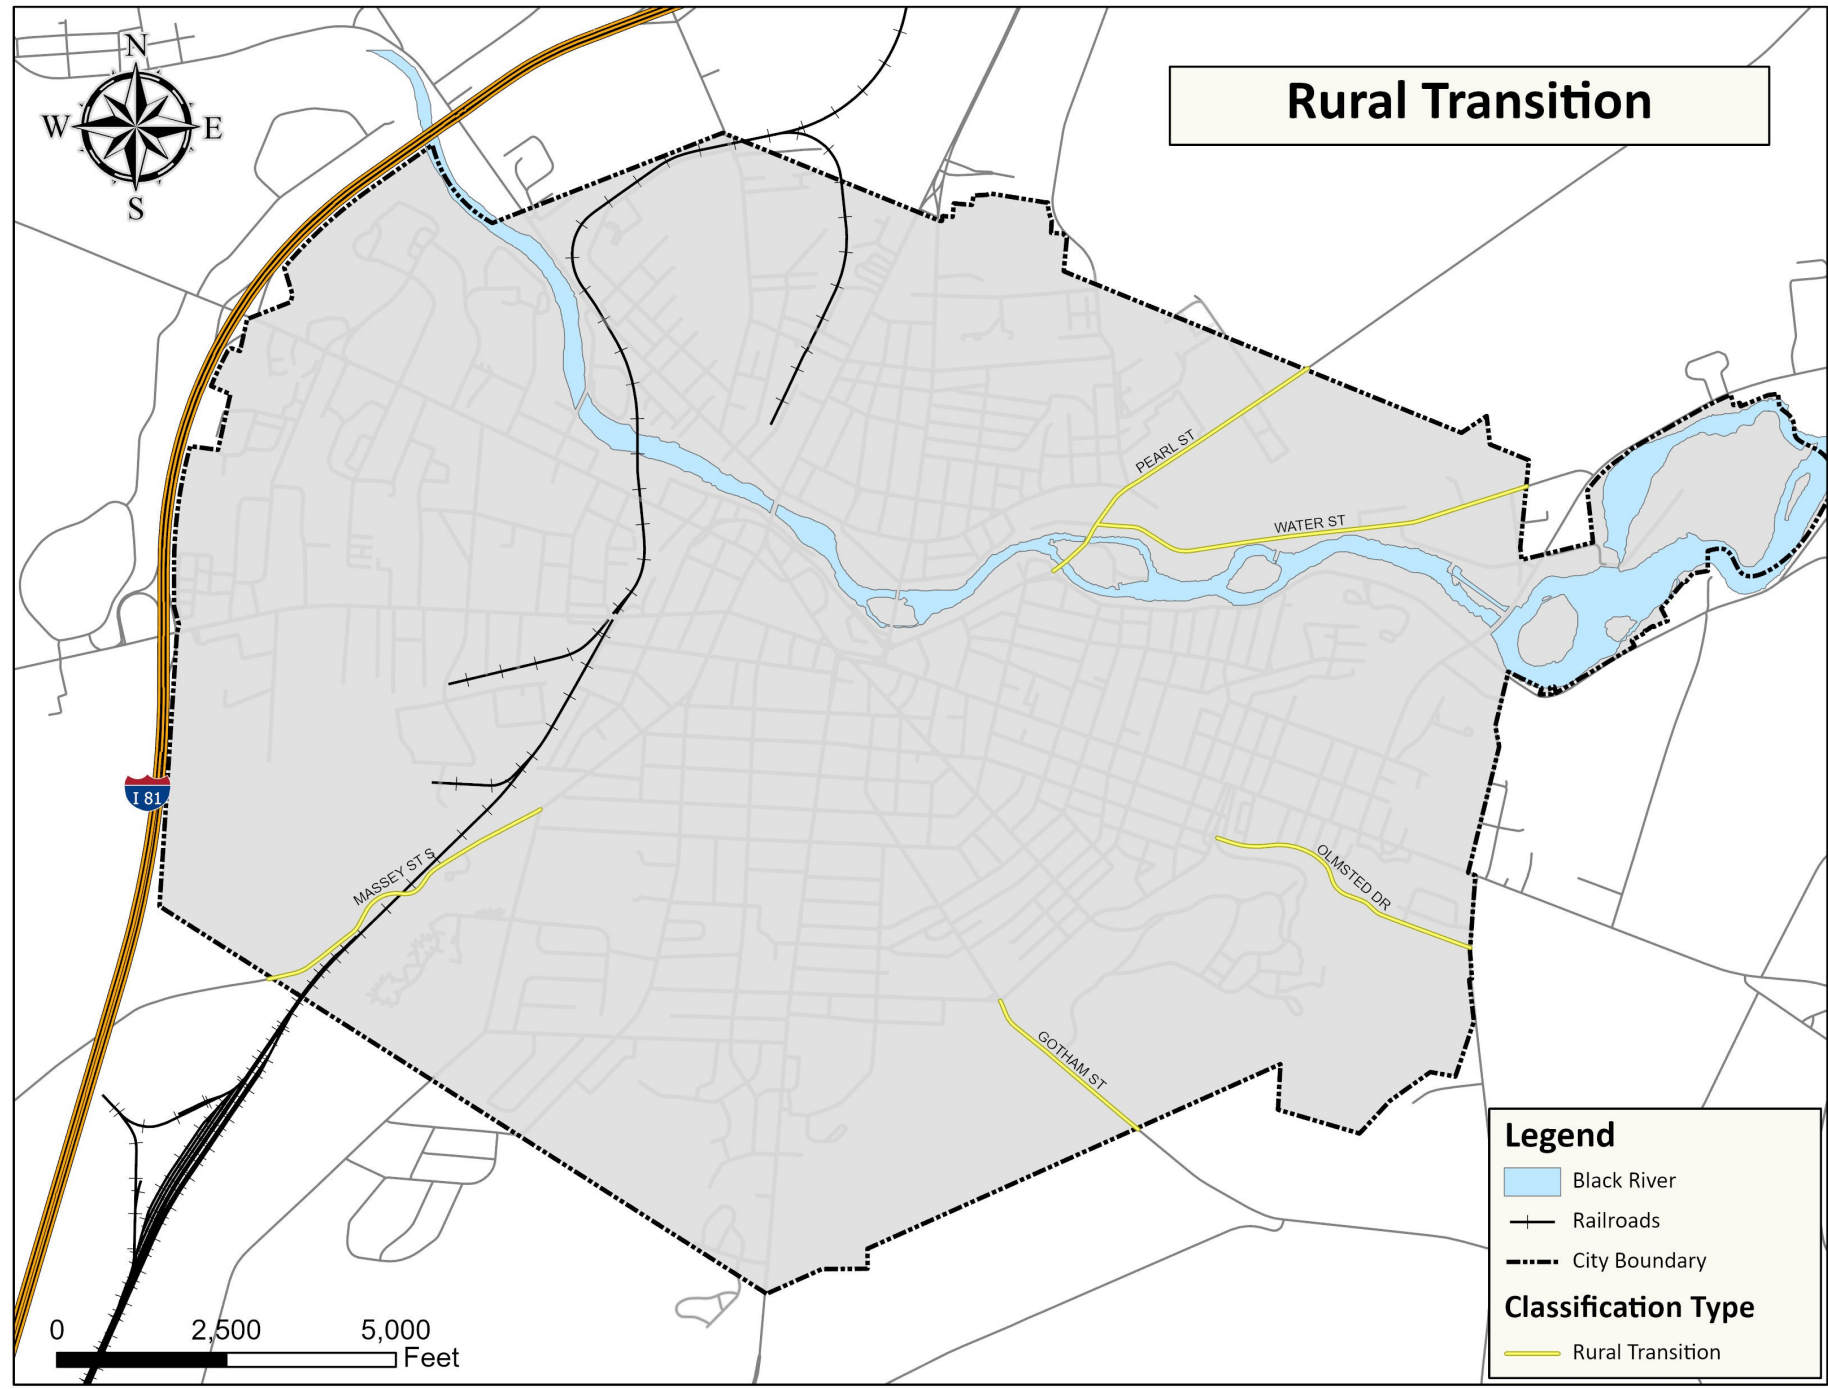 N
W E
S
Rural Transition
PEARL ST
WATER ST
I 81
MASSEY ST S
OLMSTED DR
GOTHAM ST
Legend
Black River
Railroads
City Boundary
Classification Type
Rural Transition
0 2,500 5,000
Feet